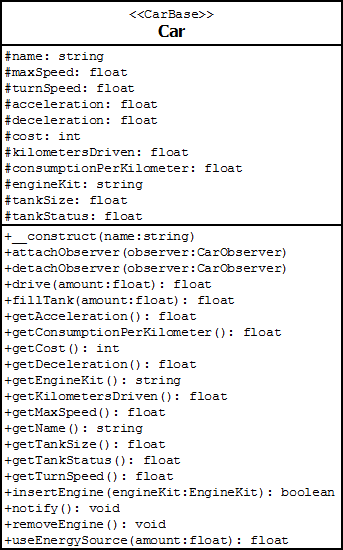 <<CarBase>>
Car
#name: string
#maxSpeed: float
#turnSpeed: float
#acceleration: float
#deceleration: float
#cost: int
#kilometersDriven: float
#consumptionPerKilometer: float
#engineKit: string
#tankSize: float
#tankStatus: float
+__construct(name:string)
+attachObserver(observer:CarObserver)
+detachObserver(observer:CarObserver)
+drive(amount:float): float
+fillTank(amount:float): float
+getAcceleration(): float
+getConsumptionPerKilometer(): float
+getCost(): int
+getDeceleration(): float
+getEngineKit(): string
+getKilometersDriven(): float
+getMaxSpeed(): float
+getName(): string
+getTankSize(): float
+getTankStatus(): float
+getTurnSpeed(): float
+insertEngine(engineKit:EngineKit): boolean
+notify(): void
+removeEngine(): void
+useEnergySource(amount:float): float